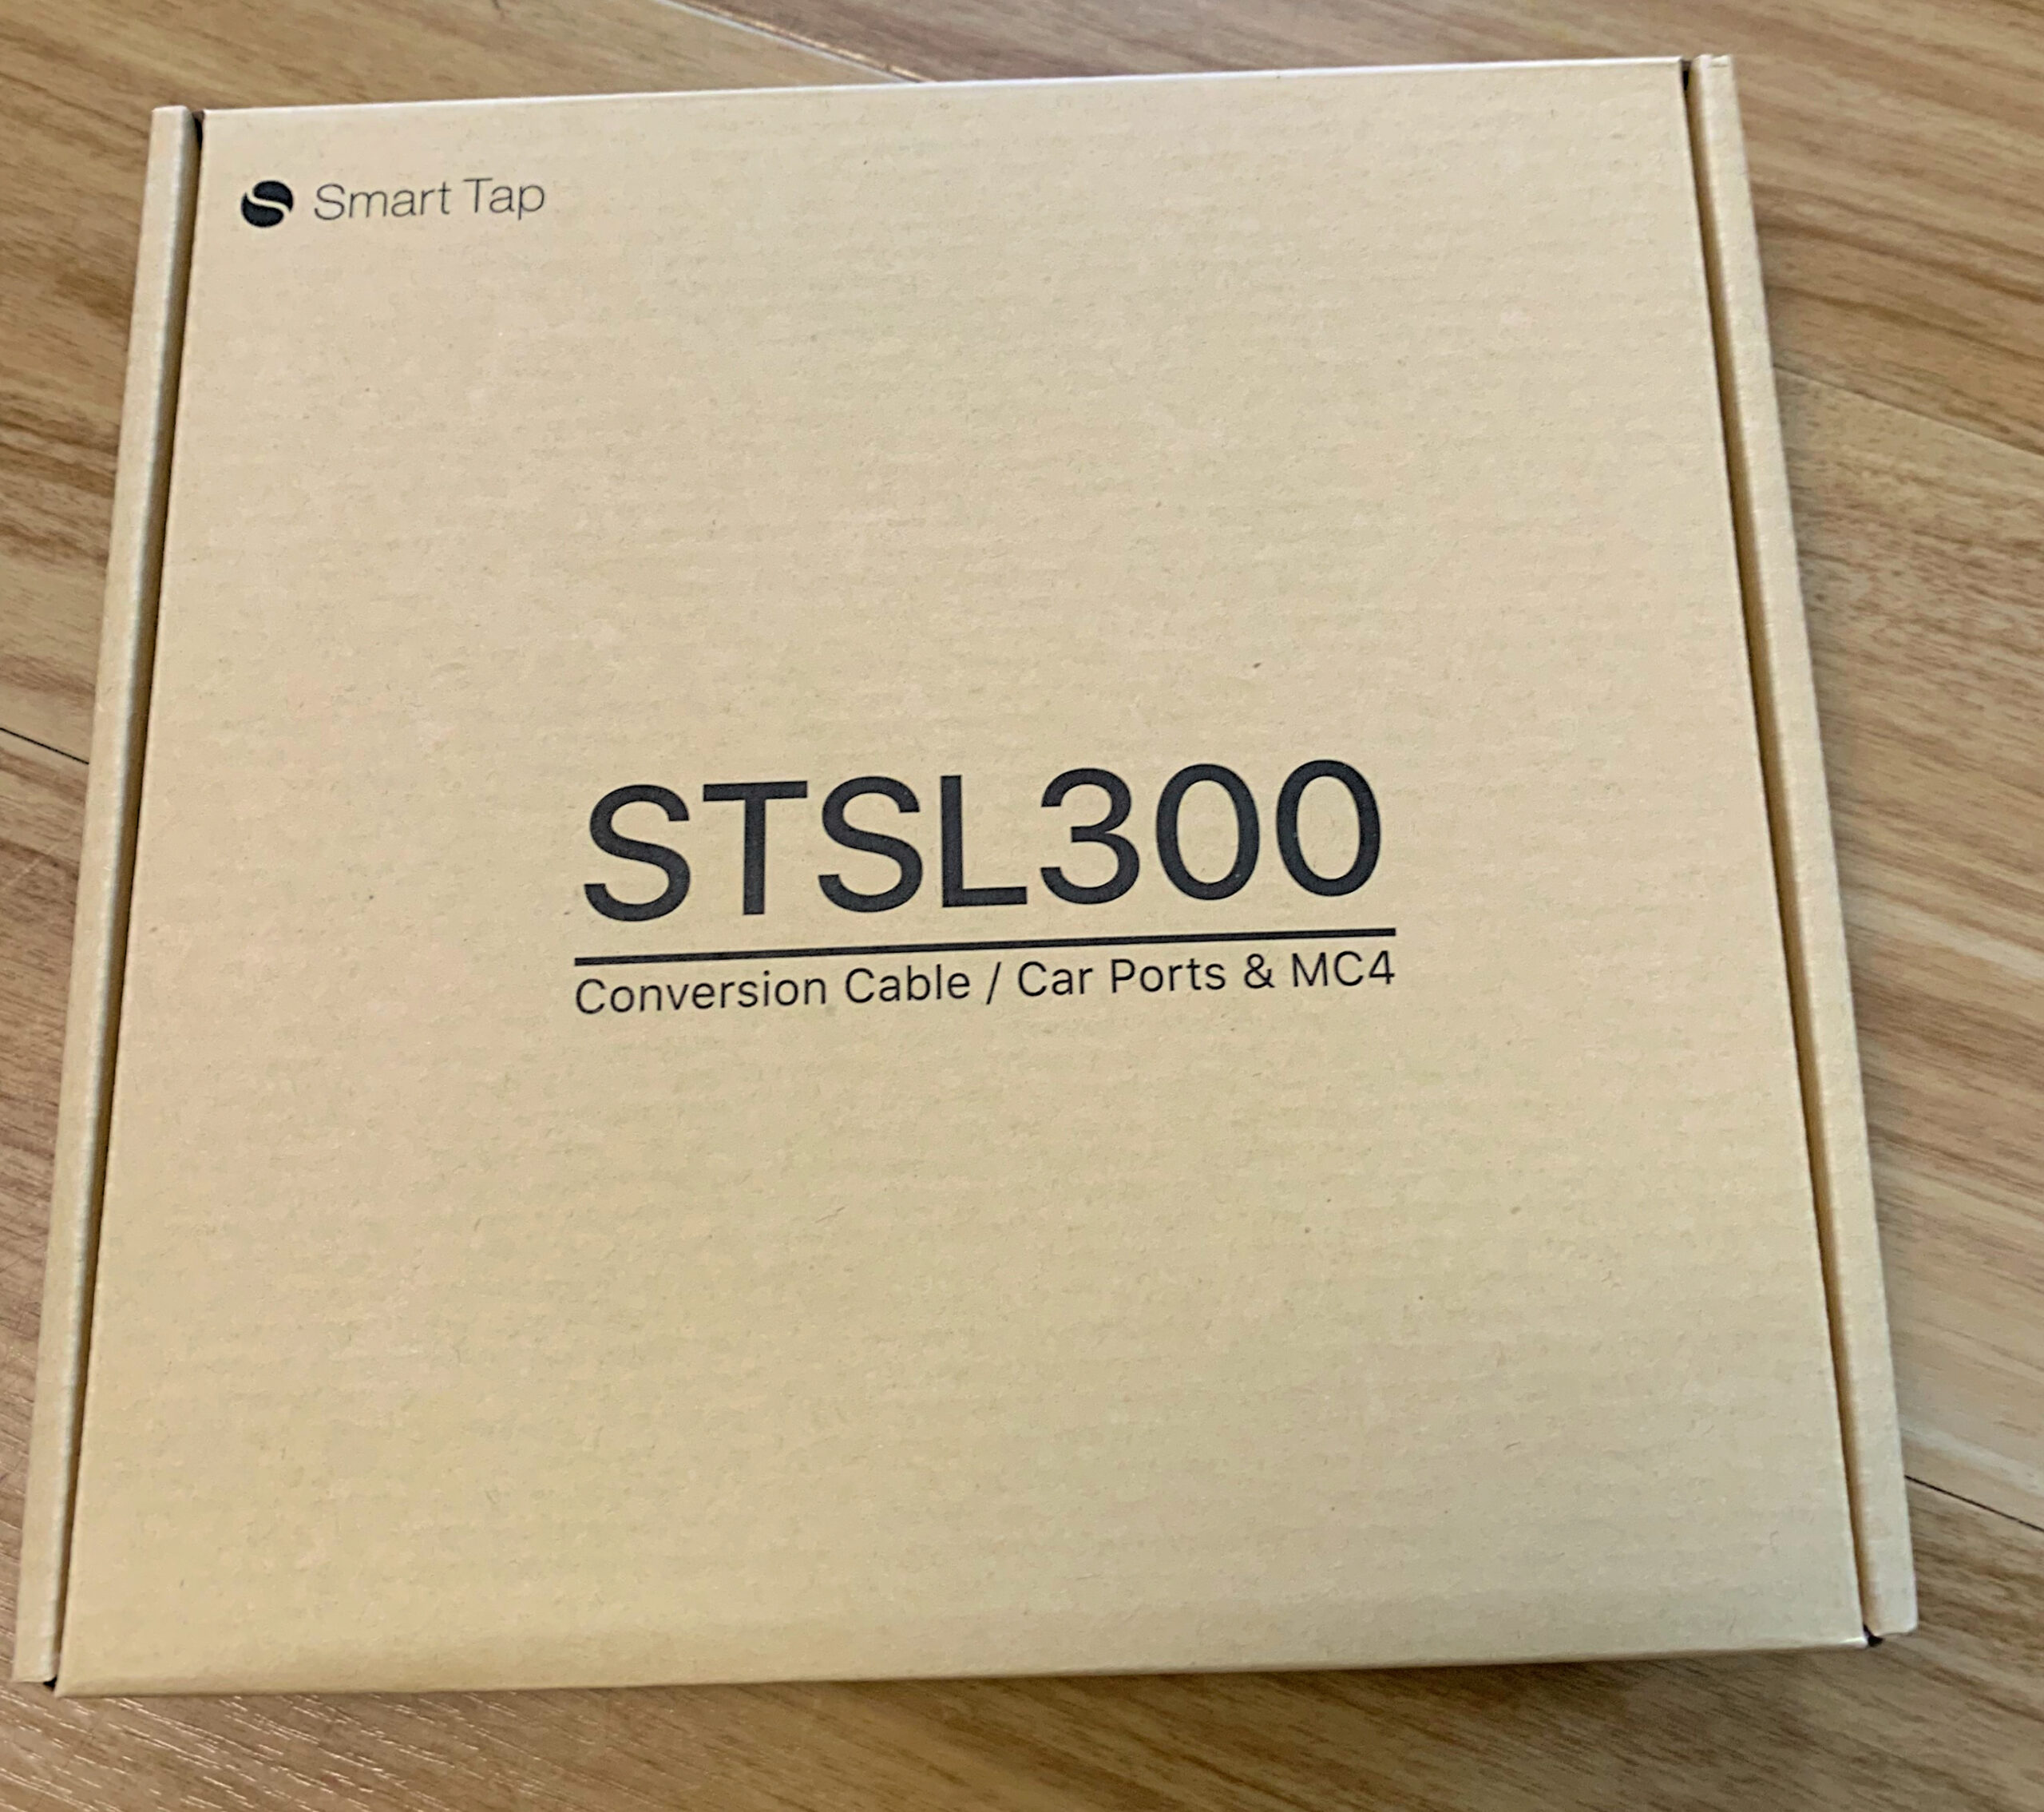 Smart Tap
STSL300
Conversion Cable / Car Ports & MC4